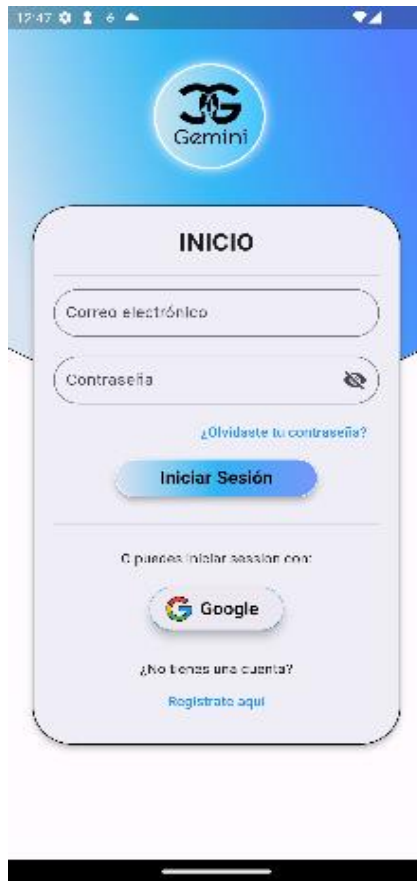 12:47
Gemini
INICIO
Correo electrónico
Contraseña
¿Olvidaste tu contraseña?
Iniciar Sesión
O puedes iniciar session con:
Google
¿No tienes una cuenta?
Registrate aquí